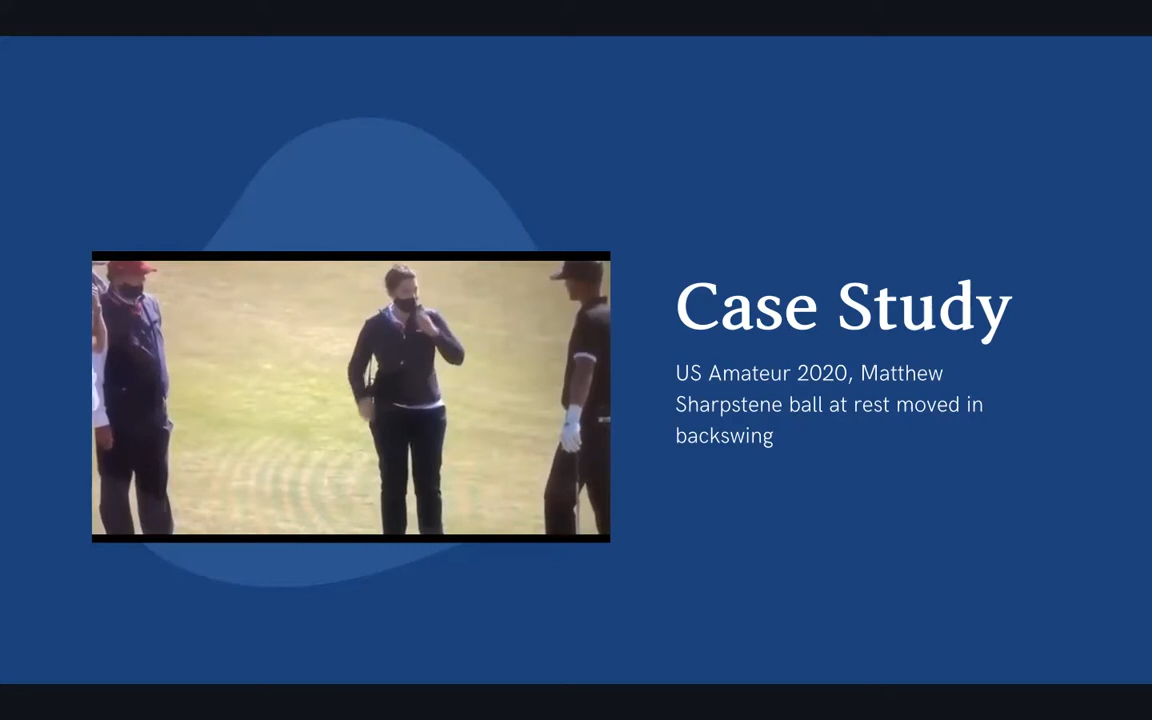 Case Study
US Amateur 2020, Matthew
Sharpstene ball at rest moved in
backswing